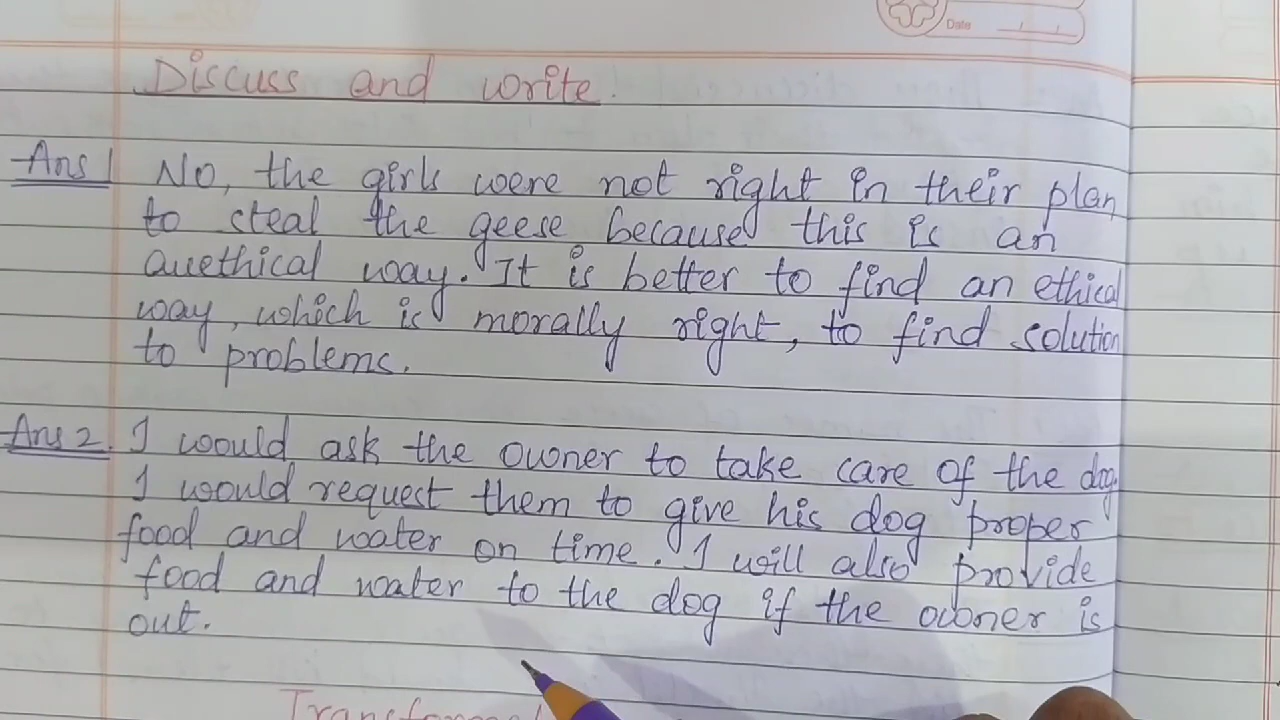 Date
Discuss and write.
Ans 1 No, the girls were not right in their plan
to steal the geese because this is an
auethical way. It is better to find an ethical
way, which is morally right, to find solution
to problems.
Ans 2. I would ask the owner to take care of the dog.
I would request them to give his dog proper
food and water on time. I will also provide
food and water to the dog if the owner is
out.